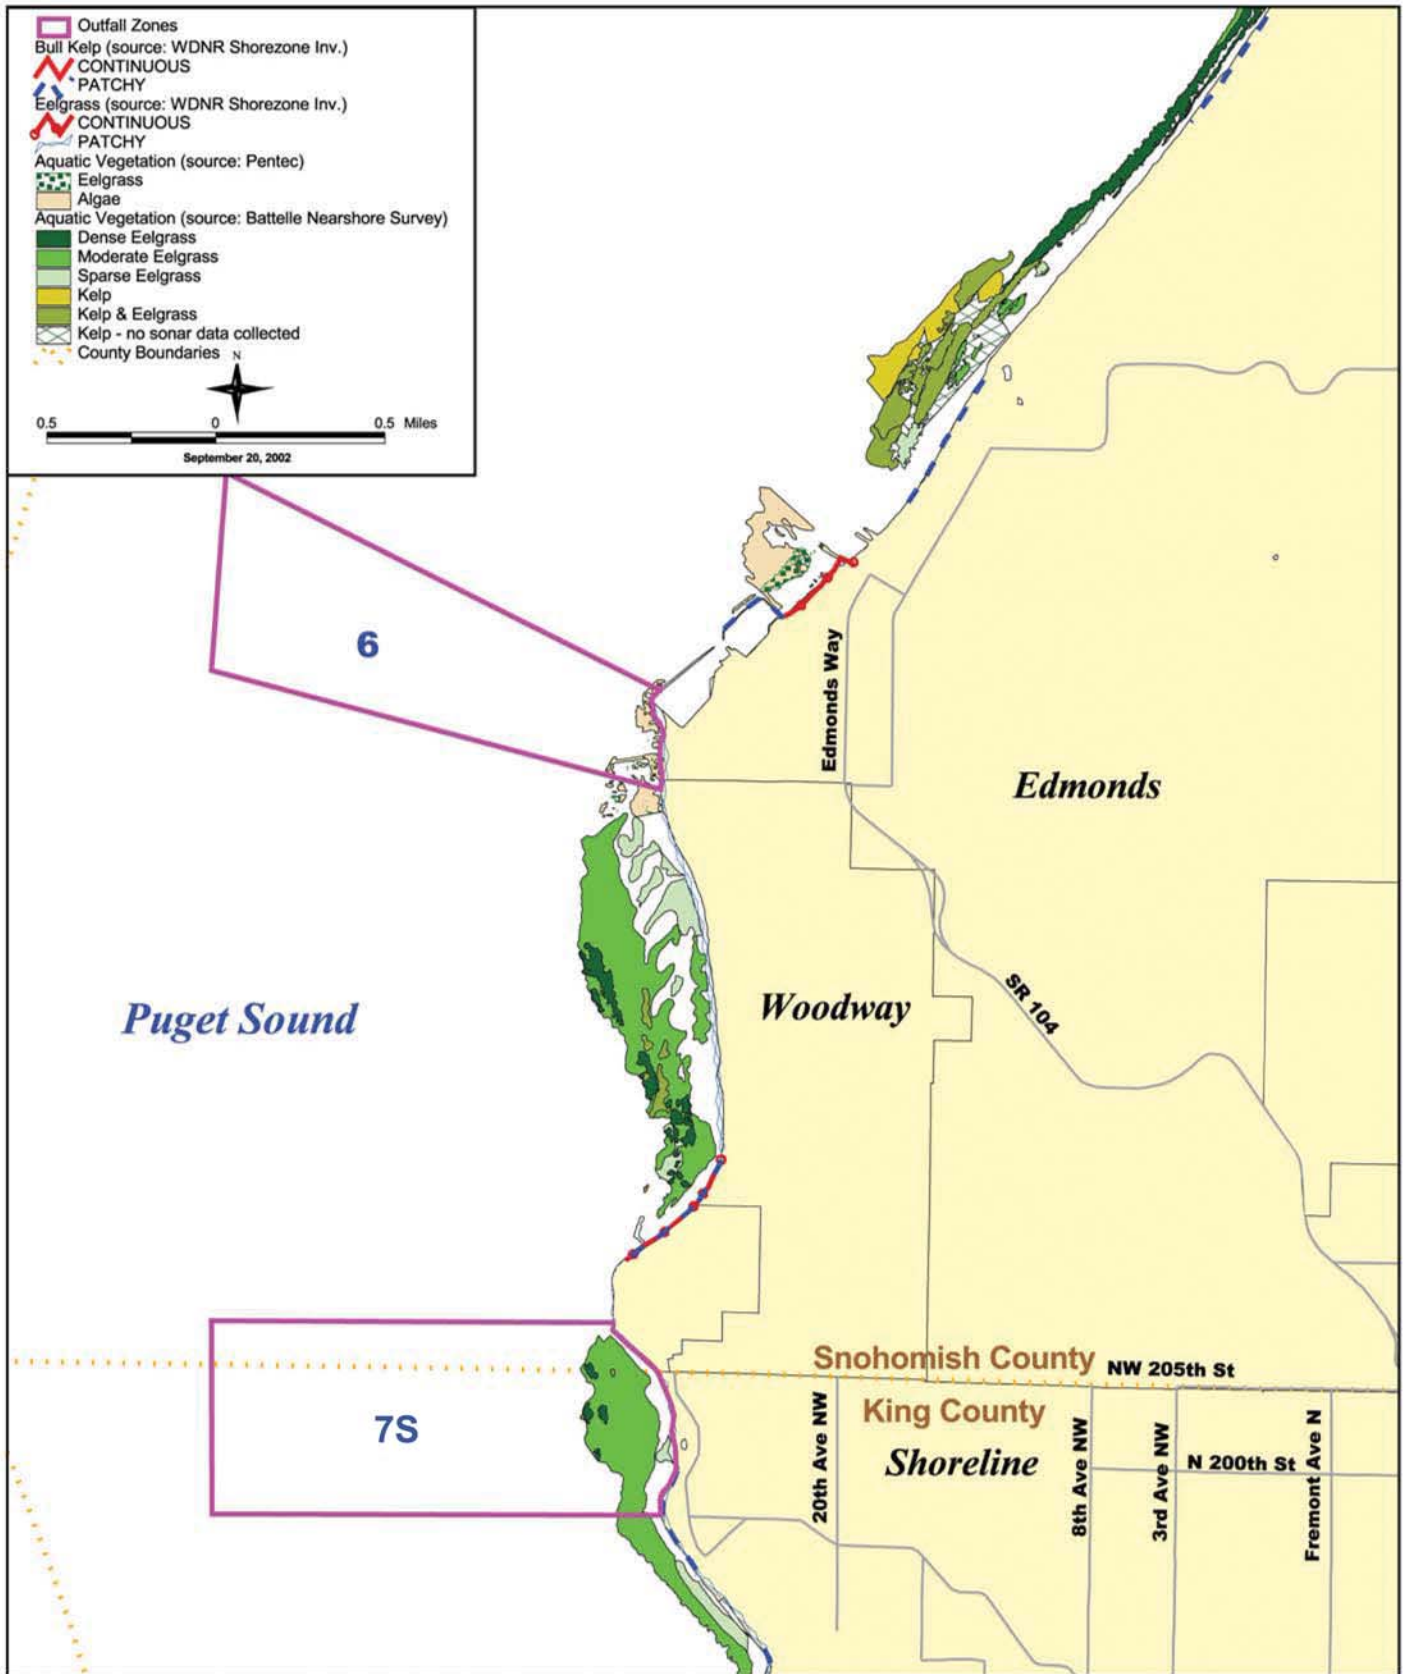 Outfall Zones
Bull Kelp (source: WDNR Shorezone Inv.)
CONTINUOUS
PATCHY
Eelgrass (source: WDNR Shorezone Inv.)
CONTINUOUS
PATCHY
Aquatic Vegetation (source: Pentec)
Eelgrass
Algae
Aquatic Vegetation (source: Battelle Nearshore Survey)
Dense Eelgrass
Moderate Eelgrass
Sparse Eelgrass
Kelp
Kelp & Eelgrass
Kelp - no sonar data collected
County Boundaries
N
0.5 0 0.5 Miles
September 20, 2002
6
Edmonds Way
Edmonds
Puget Sound
Woodway
SR 104
Snohomish County
NW 205th St
King County
7S
Shoreline
20th Ave NW
8th Ave NW
3rd Ave NW
N 200th St
Fremont Ave N